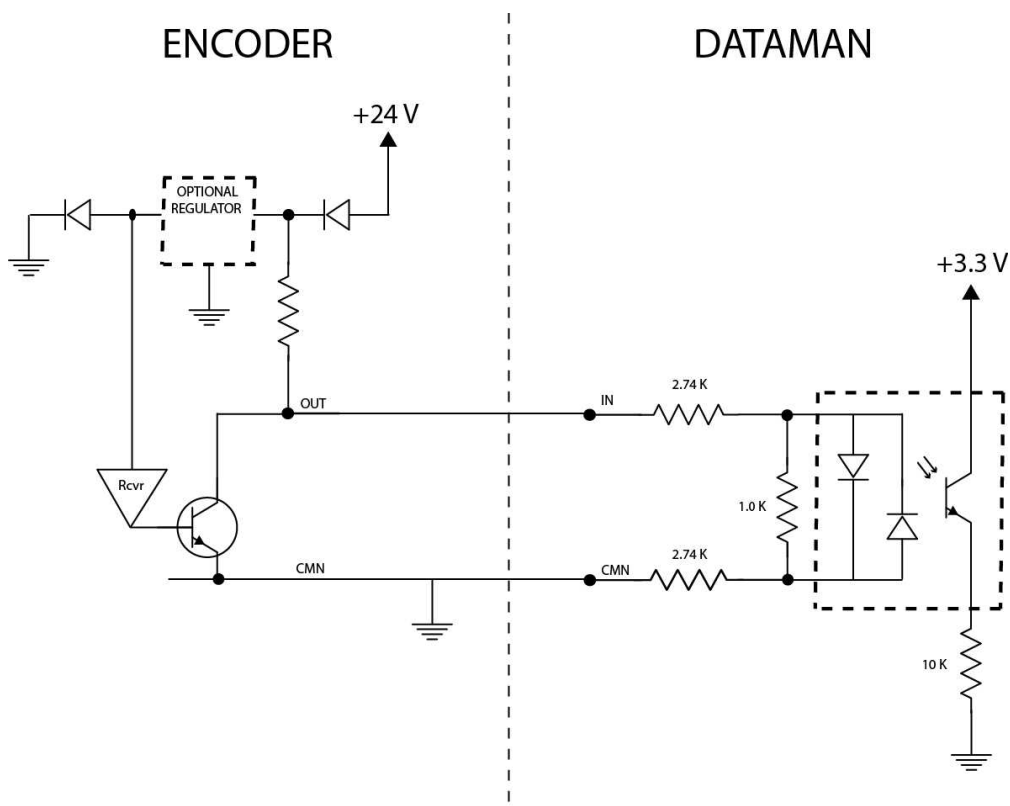 ENCODER
DATAMAN
+24 V
OPTIONAL
REGULATOR
+3.3 V
2.74 K
OUT
IN
Rcvr
1.0 K
2.74 K
CMN
CMN
10 K